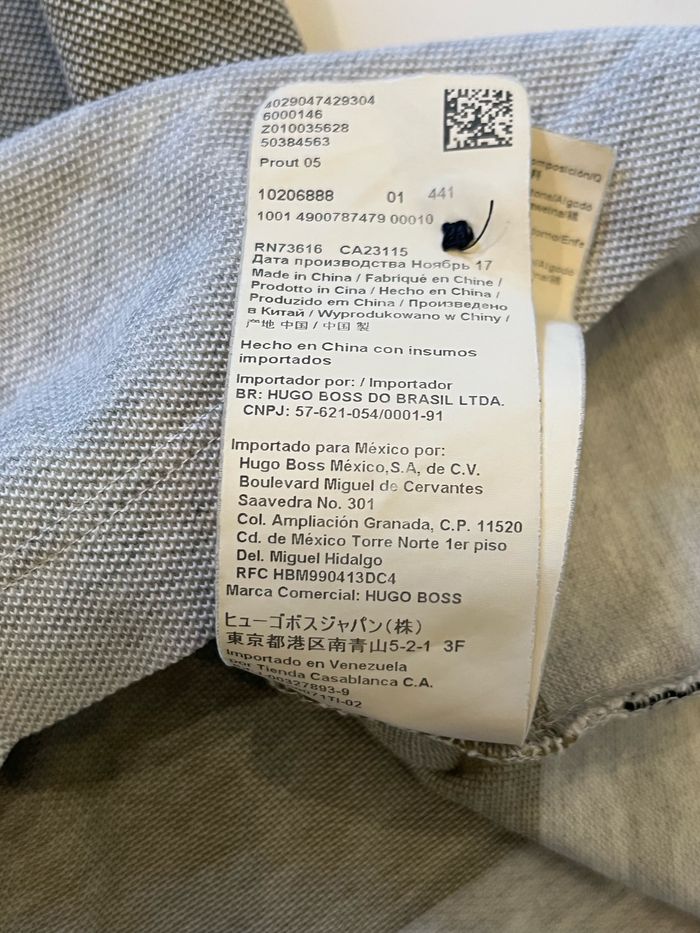 4029047429304
6000146
Z010035628
50384563
Prout 05
10206888 01 441
1001 4900787479 00010
RN73616 CA23115
Дата производства Ноябрь 17
Made in China / Fabriqué en Chine /
Prodotto in Cina / Hecho en China /
Produzido em China / Произведено
в Китай / Wyprodukowano w Chiny /
产地 中国 / 中国 製
Hecho en China con insumos
importados
Importador por: / Importador
BR: HUGO BOSS DO BRASIL LTDA.
CNPJ: 57-621-054/0001-91
Importado para México por:
Hugo Boss México,S.A, de C.V.
Boulevard Miguel de Cervantes
Saavedra No. 301
Col. Ampliación Granada, C.P. 11520
Cd. de México Torre Norte 1er piso
Del. Miguel Hidalgo
RFC HBM990413DC4
Marca Comercial: HUGO BOSS
ヒューゴボスジャパン(株)
東京都港区南青山5-2-1 3F
Importado en Venezuela
por Tienda Casablanca C.A.
00327893-9